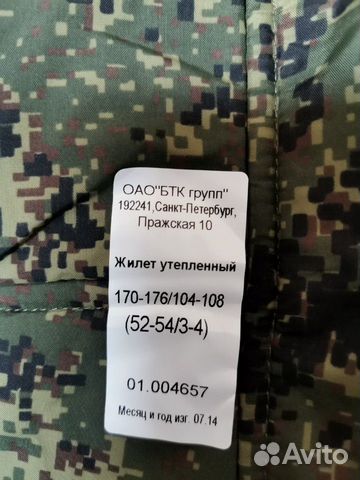 ОАО"БТК групп"
192241,Санкт-Петербург,
Пражская 10
Жилет утепленный
170-176/104-108
(52-54/3-4)
01.004657
Месяц и год изг. 07.14
Avito